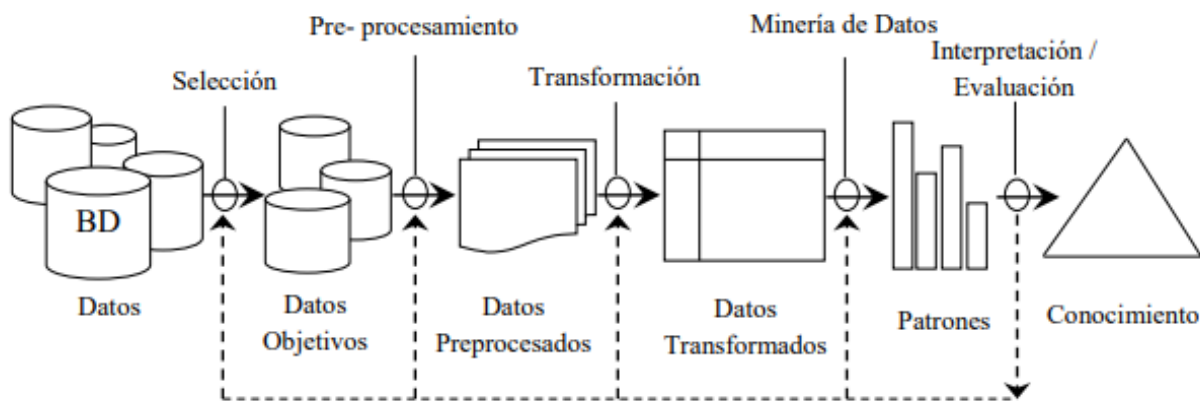 Pre- procesamiento
Minería de Datos
Interpretación /
Evaluación
Selección
Transformación
BD
Datos
Datos
Objetivos
Datos
Preprocesados
Datos
Transformados
Patrones
Conocimiento